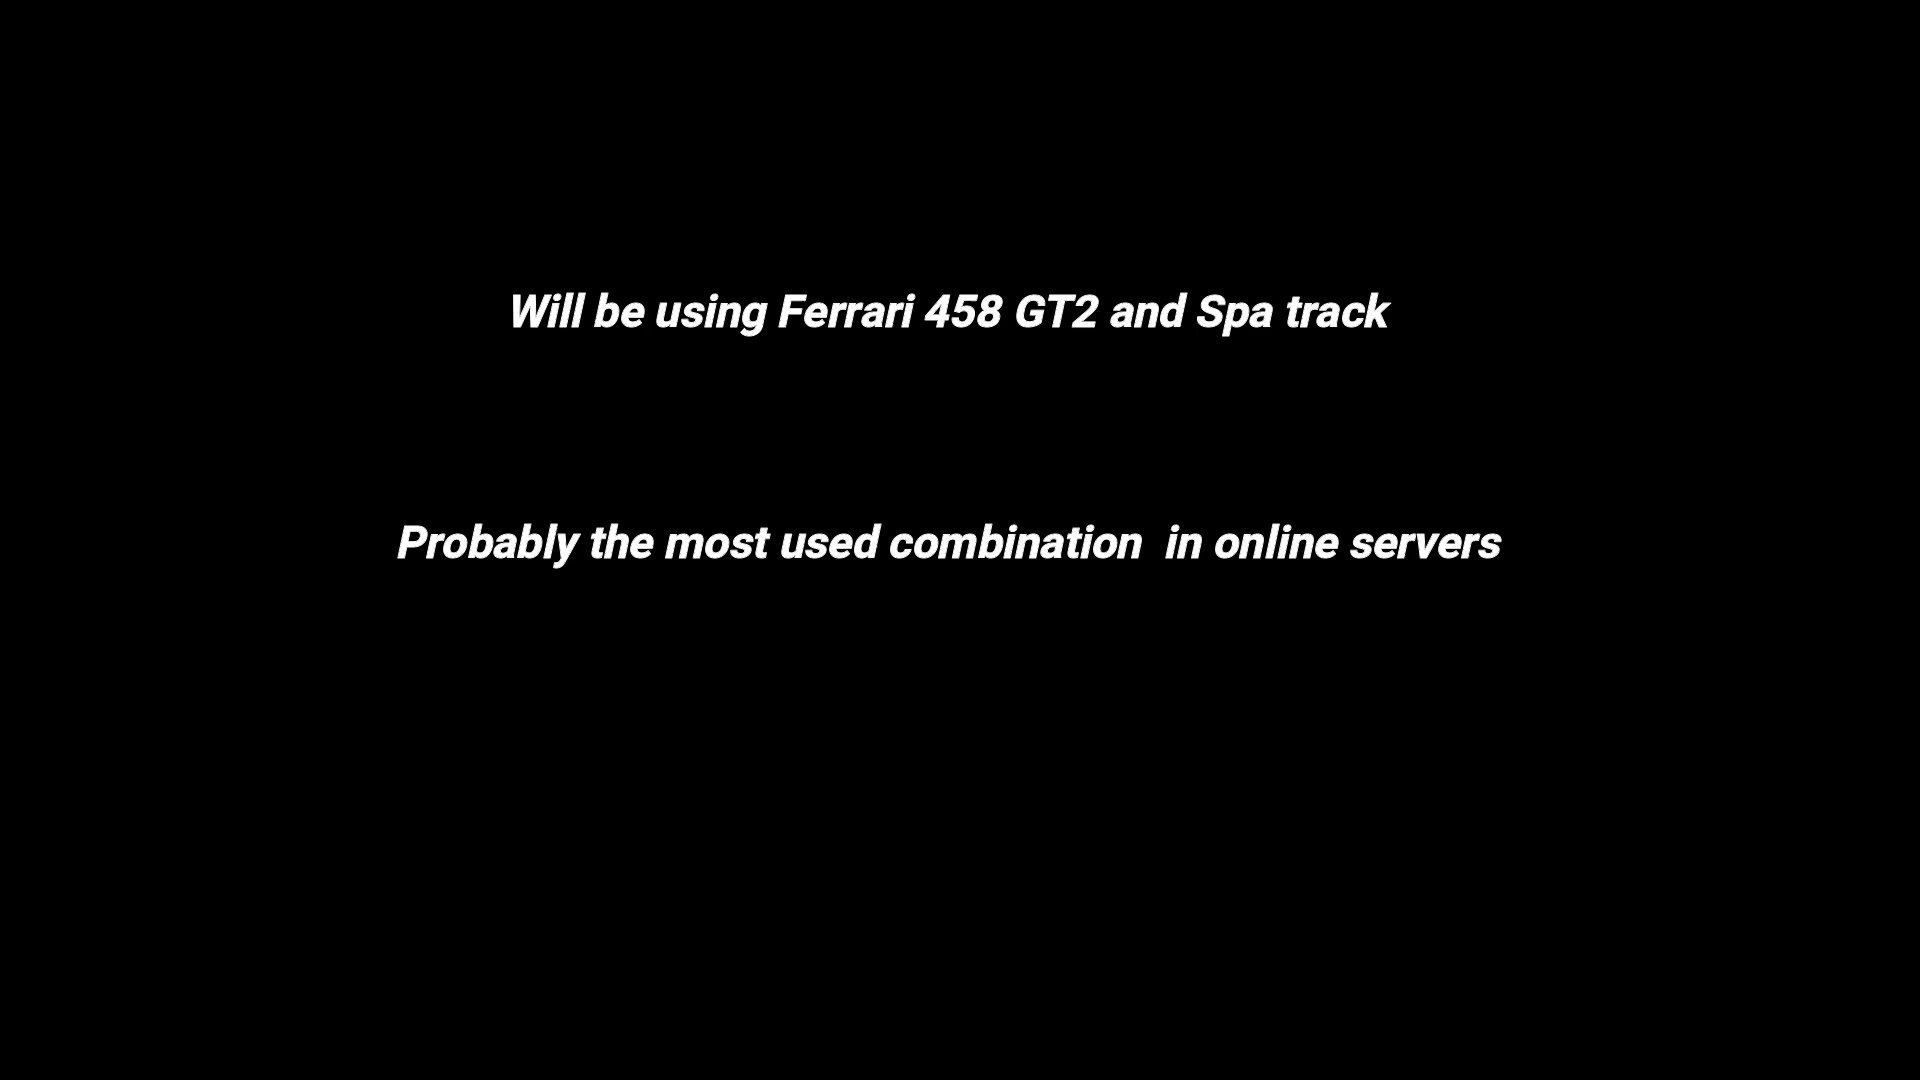 Will be using Ferrari 458 GT2 and Spa track
Probably the most used combination  in online servers